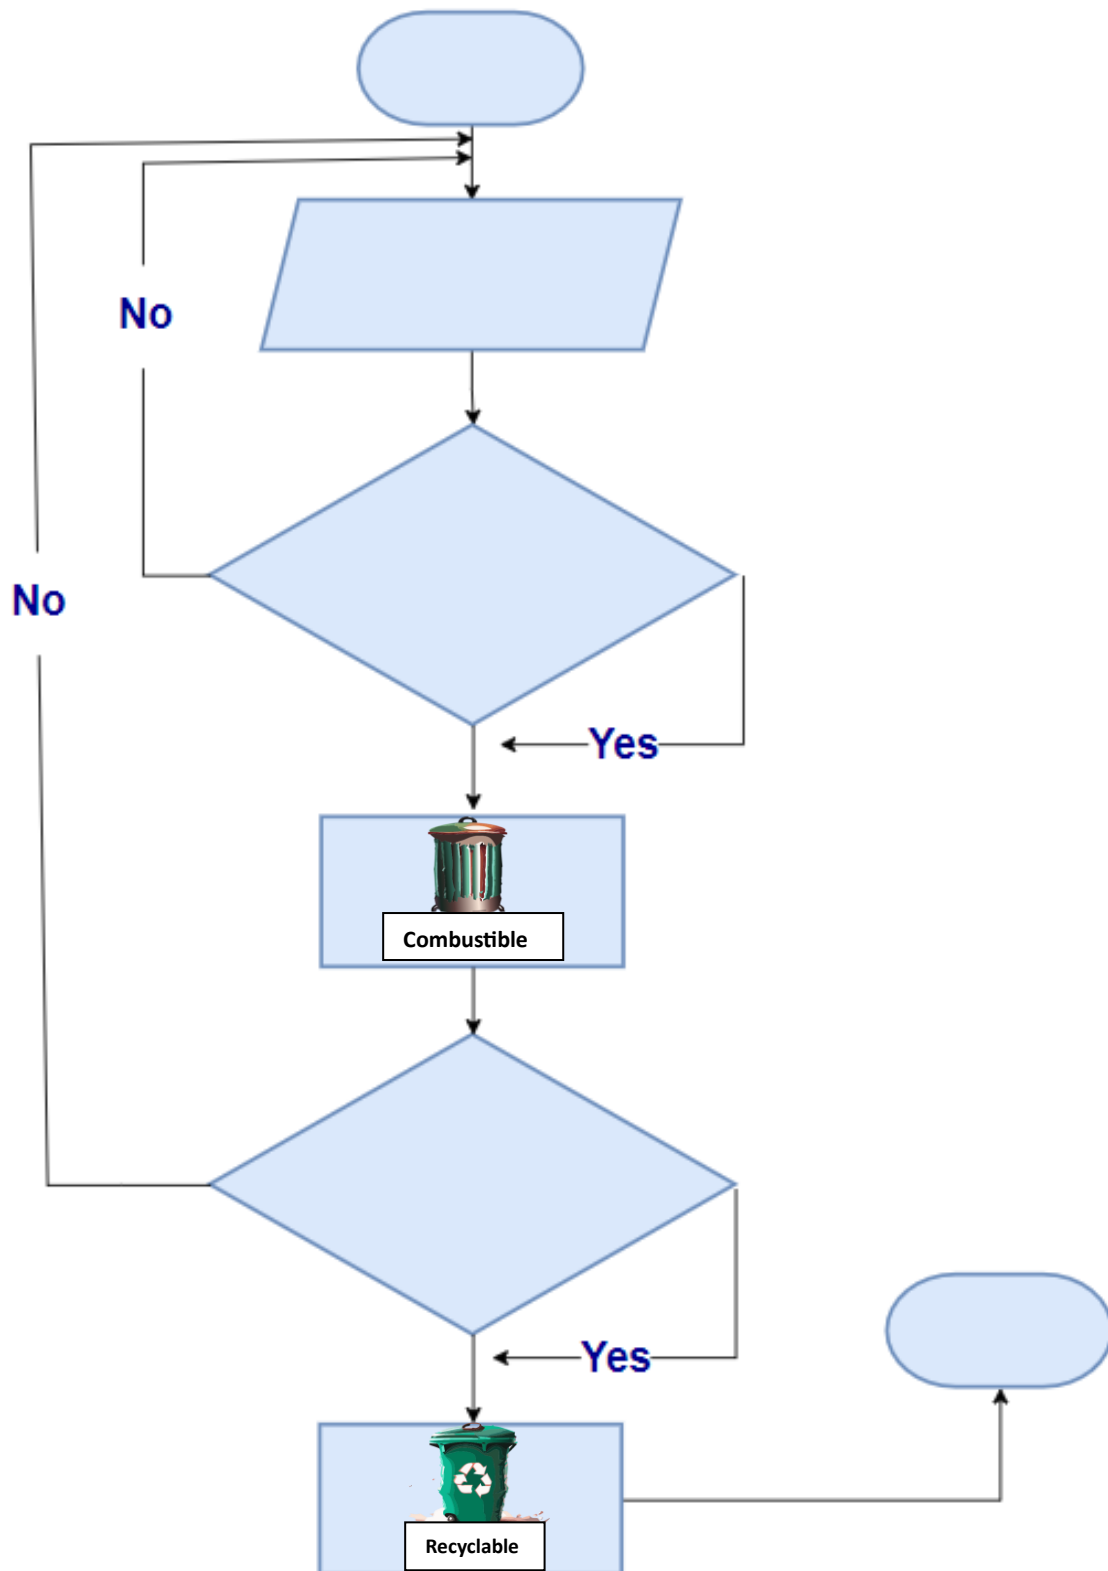 No
No
Yes
Combustible
Yes
Recyclable